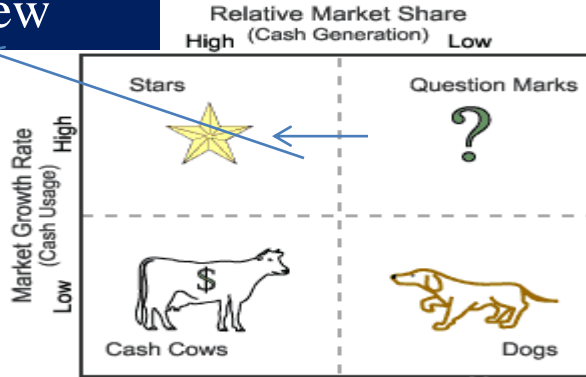 Relative Market Share
High (Cash Generation) Low
Stars
Question Marks
Market Growth Rate
(Cash Usage)
High
Low
?
$
Cash Cows
Dogs